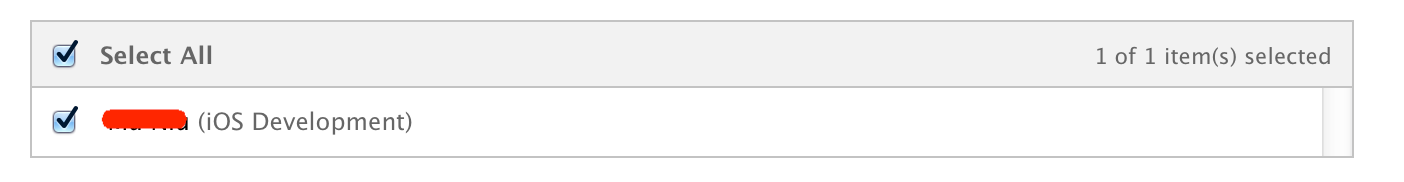 Select All
1 of 1 item(s) selected
(iOS Development)